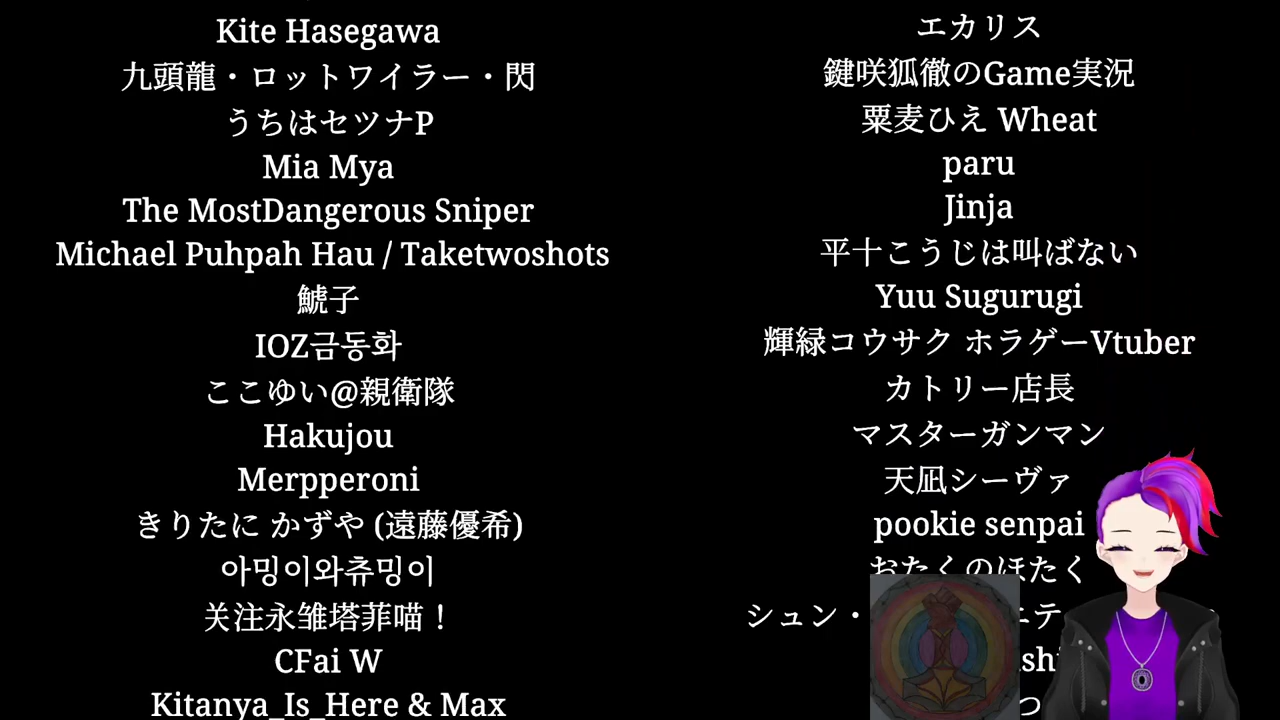 Kite Hasegawa
九頭龍・ロットワイラー・閃
うちはセツナP
Mia Mya
The MostDangerous Sniper
Michael Puhpah Hau / Taketwoshots
鯱子
IOZ금동화
ここゆい@親衛隊
Hakujou
Merpperoni
きりたに かずや (遠藤優希)
아밍이와츄밍이
关注永雏塔菲喵！
CFai W
Kitanya_Is_Here & Max
エカリス
鍵咲狐徹のGame実況
粟麦ひえ Wheat
paru
Jinja
平十こうじは叫ばない
Yuu Sugurugi
輝緑コウサク ホラゲーVtuber
カトリー店長
マスターガンマン
天凪シーヴァ
pookie senpai
おたくのほたく
シュン・